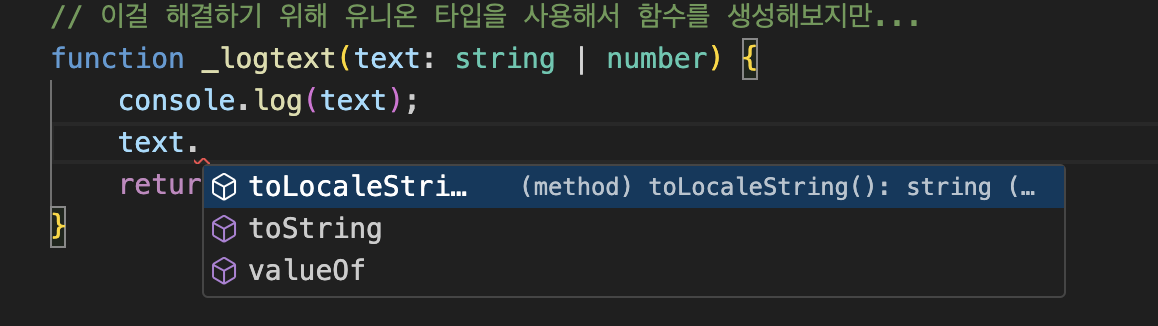 // 이걸 해결하기 위해 유니온 타입을 사용해서 함수를 생성해보지만...
function _logtext(text: string | number) {
console.log(text);
text.
retur
toLocaleStri… (method) toLocaleString(): string (…
toString
valueOf
}